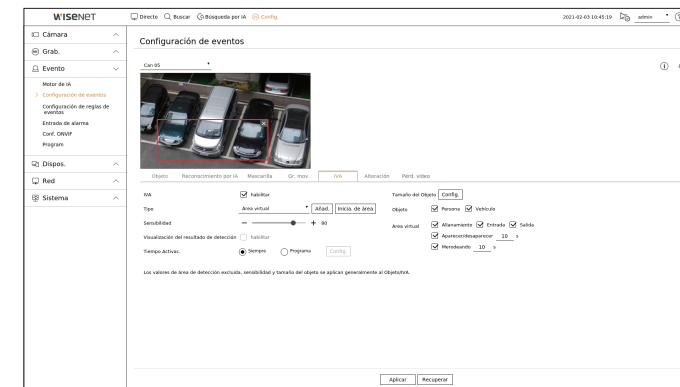 WISENET
Directo Buscar Búsqueda por IA Config. 2021-02-03 10:45:19 admin
Cámara
Grab.
Evento
Motor de IA
Configuración de eventos
Configuración de reglas de
eventos
Entrada de alarma
Conf. ONVIF
Program
Dispos.
Red
Sistema
Configuración de eventos
Can 05
Objeto Reconocimiento por IA Mascarilla Gr. mov. IVA Alteración Pérd. vídeo
IVA habilitar
Tipo Area virtual Añad. Inicia. de área
Sensibilidad 80
Visualización del resultado de detección habilitar
Tiempo Activac. Siempre Programa Config.
Tamaño del Objeto Config.
Objeto Persona Vehículo
Area virtual Allanamiento Entrada Salida
Aparecer/desaparecer 10 s
Merodeando 10 s
Los valores de área de detección excluida, sensibilidad y tamaño del objeto se aplican generalmente al Objeto/IVA.
Aplicar Recuperar